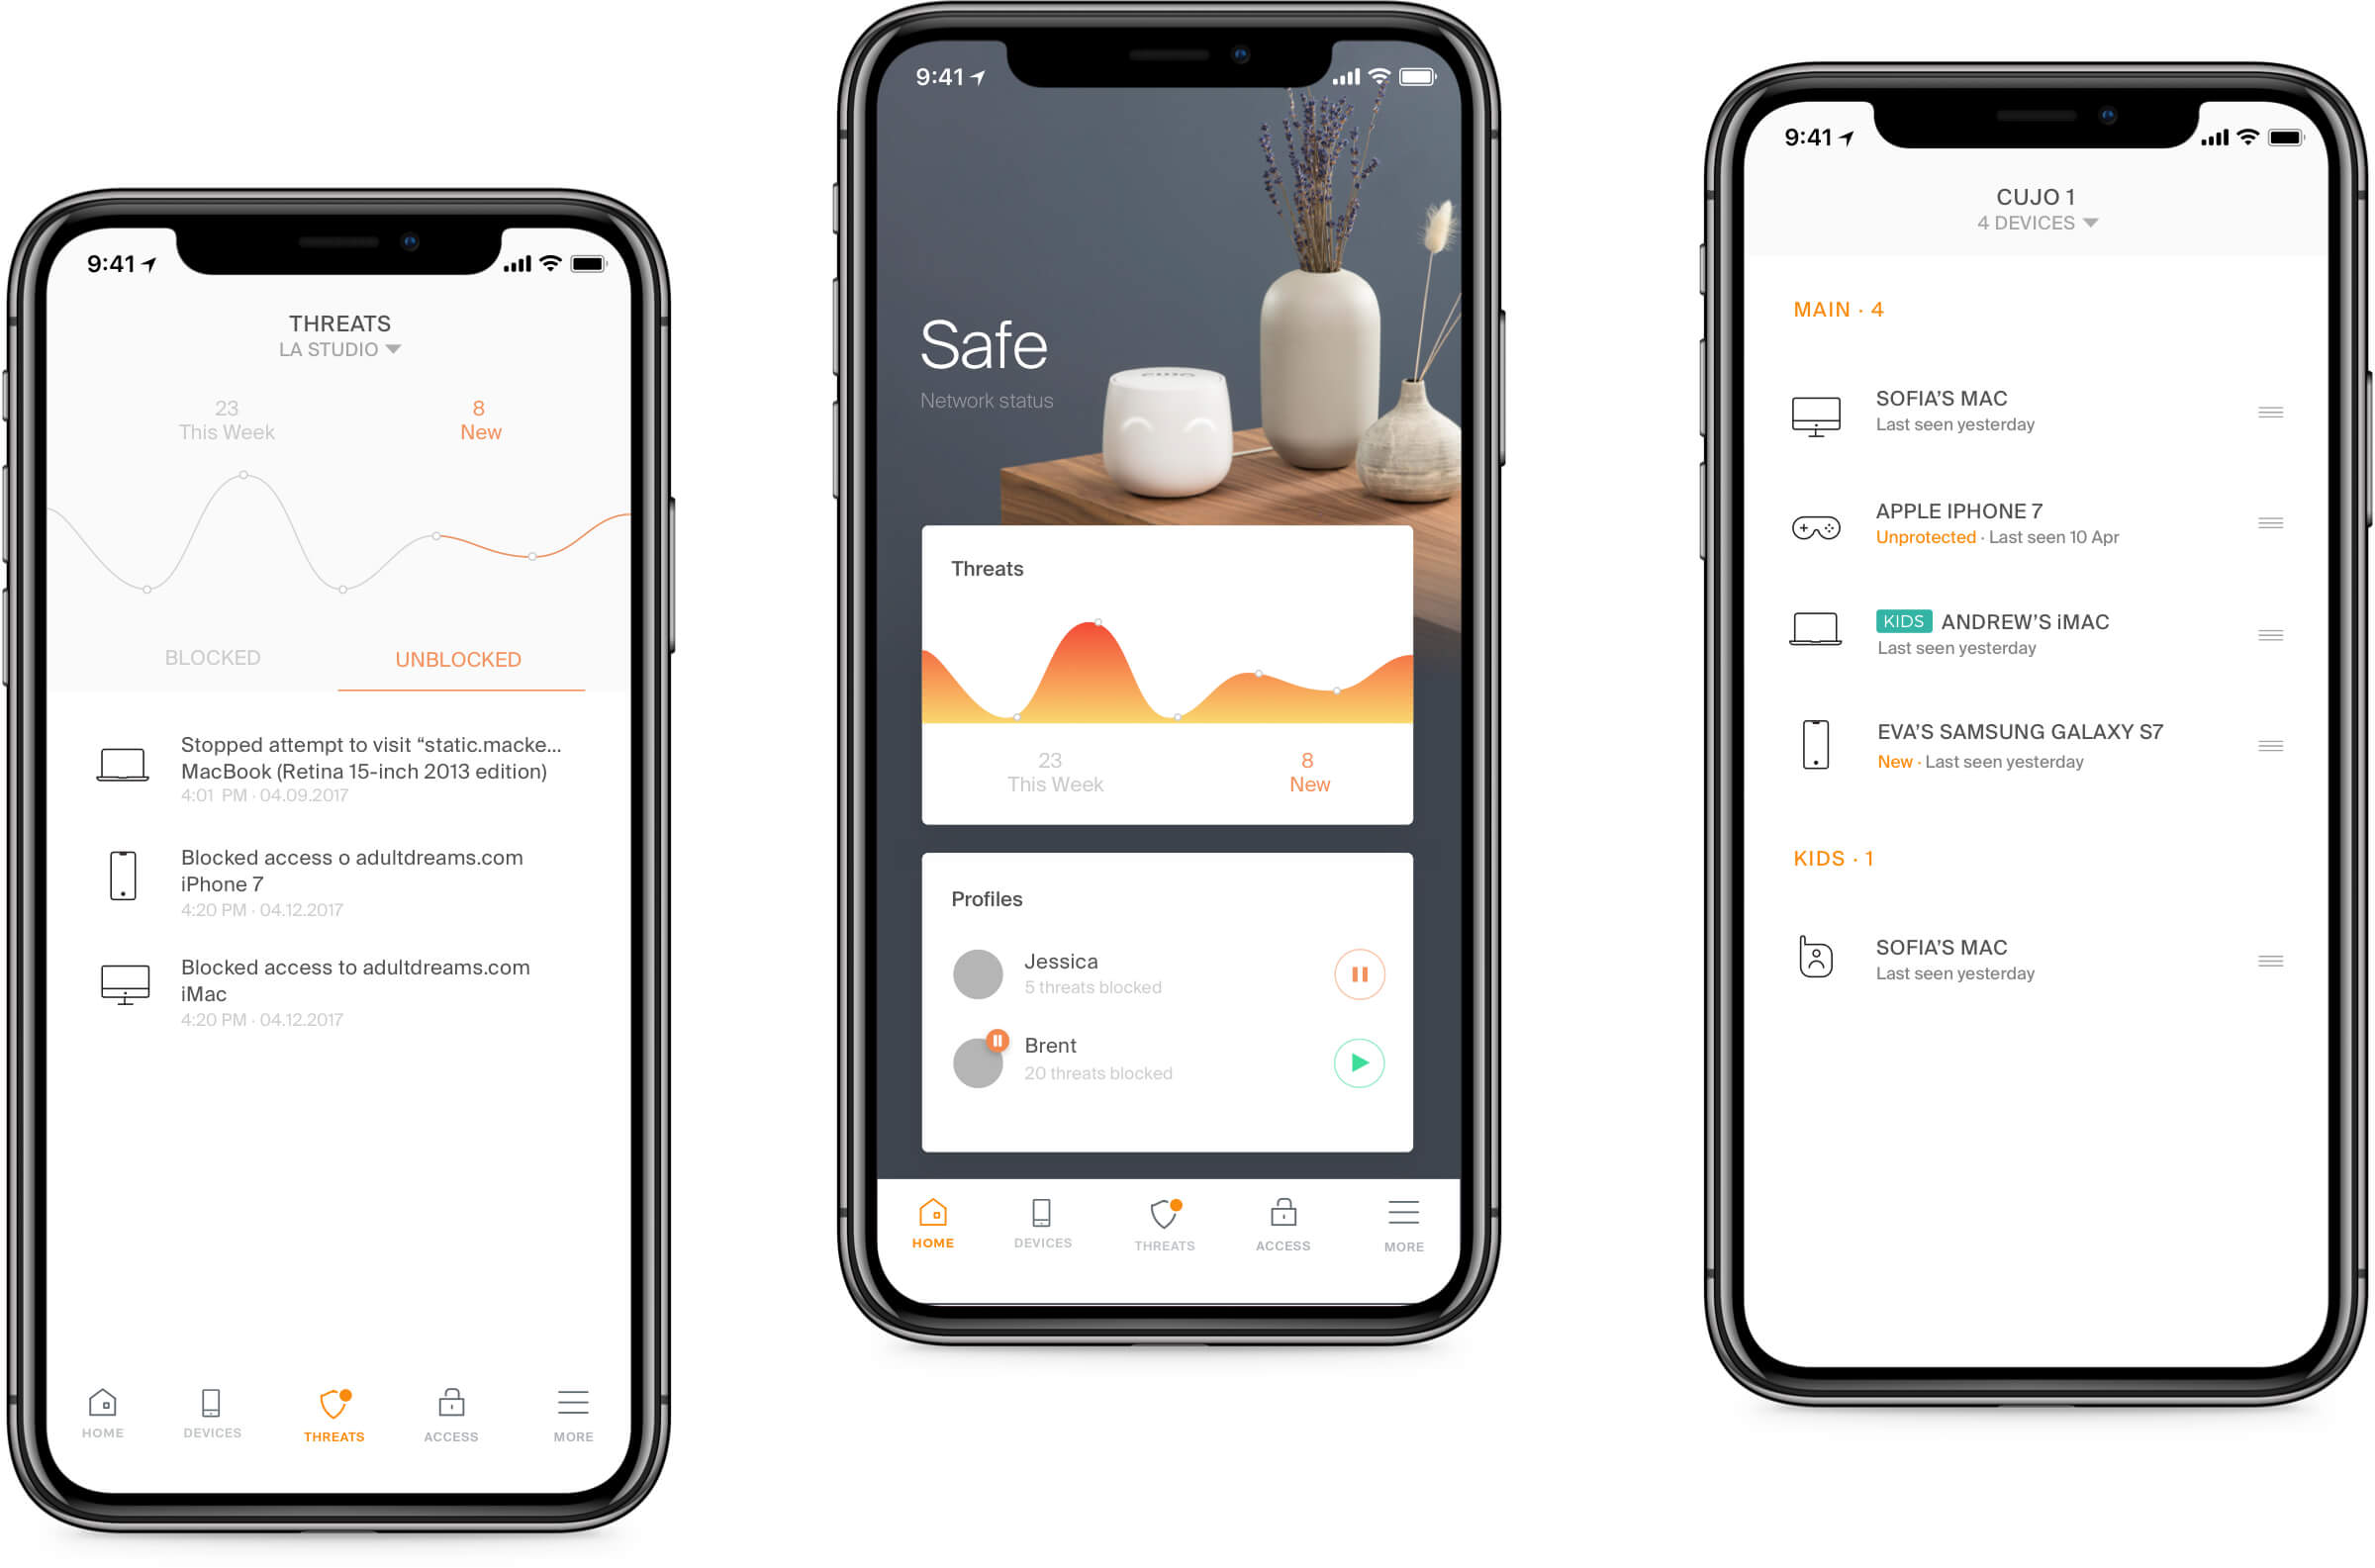 9:41
THREATS
LA STUDIO
23
This Week
8
New
BLOCKED
UNBLOCKED
Stopped attempt to visit “static.macke...
MacBook (Retina 15-inch 2013 edition)
4:01 PM · 04.09.2017
Blocked access o adultdreams.com
iPhone 7
4:20 PM · 04.12.2017
Blocked access to adultdreams.com
iMac
4:20 PM · 04.12.2017
HOME
DEVICES
THREATS
ACCESS
MORE
9:41
Safe
Network status
Threats
23
This Week
8
New
Profiles
Jessica
5 threats blocked
Brent
20 threats blocked
HOME
DEVICES
THREATS
ACCESS
MORE
9:41
CUJO 1
4 DEVICES
MAIN · 4
SOFIA’S MAC
Last seen yesterday
APPLE IPHONE 7
Unprotected · Last seen 10 Apr
KIDS ANDREW’S iMAC
Last seen yesterday
EVA’S SAMSUNG GALAXY S7
New · Last seen yesterday
KIDS · 1
SOFIA’S MAC
Last seen yesterday